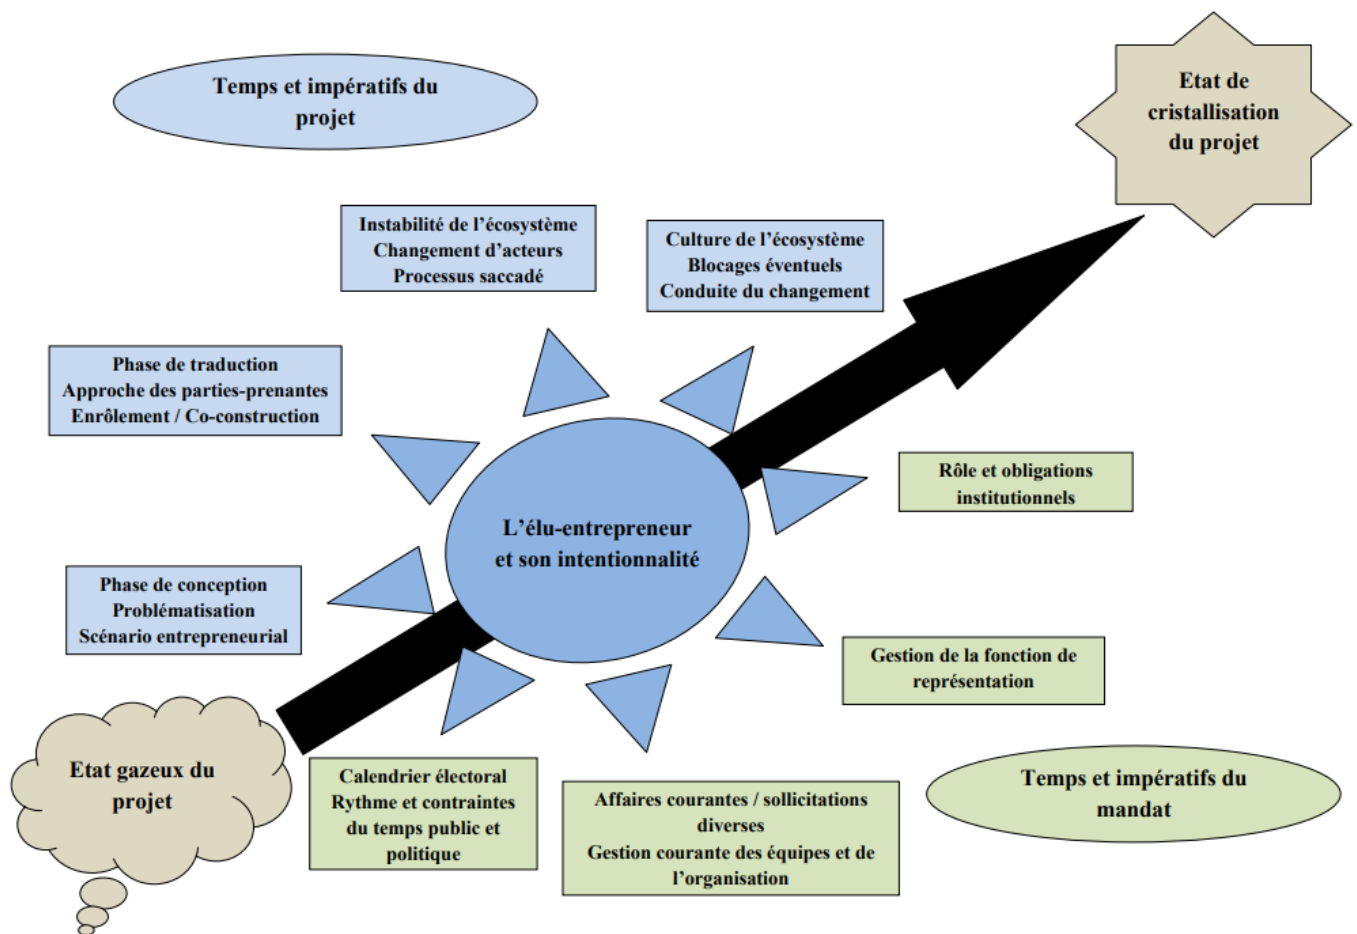 Temps et impératifs du
projet
Etat de
cristallisation
du projet
Instabilité de l’écosystème
Changement d’acteurs
Processus saccadé
Culture de l’écosystème
Blocages éventuels
Conduite du changement
Phase de traduction
Approche des parties-prenantes
Enrôlement / Co-construction
Rôle et obligations
institutionnels
L’élu-entrepreneur
et son intentionnalité
Phase de conception
Problématisation
Scénario entrepreneurial
Gestion de la fonction de
représentation
Etat gazeux du
projet
Calendrier électoral
Rythme et contraintes
du temps public et
politique
Affaires courantes / sollicitations
diverses
Gestion courante des équipes et de
l’organisation
Temps et impératifs du
mandat